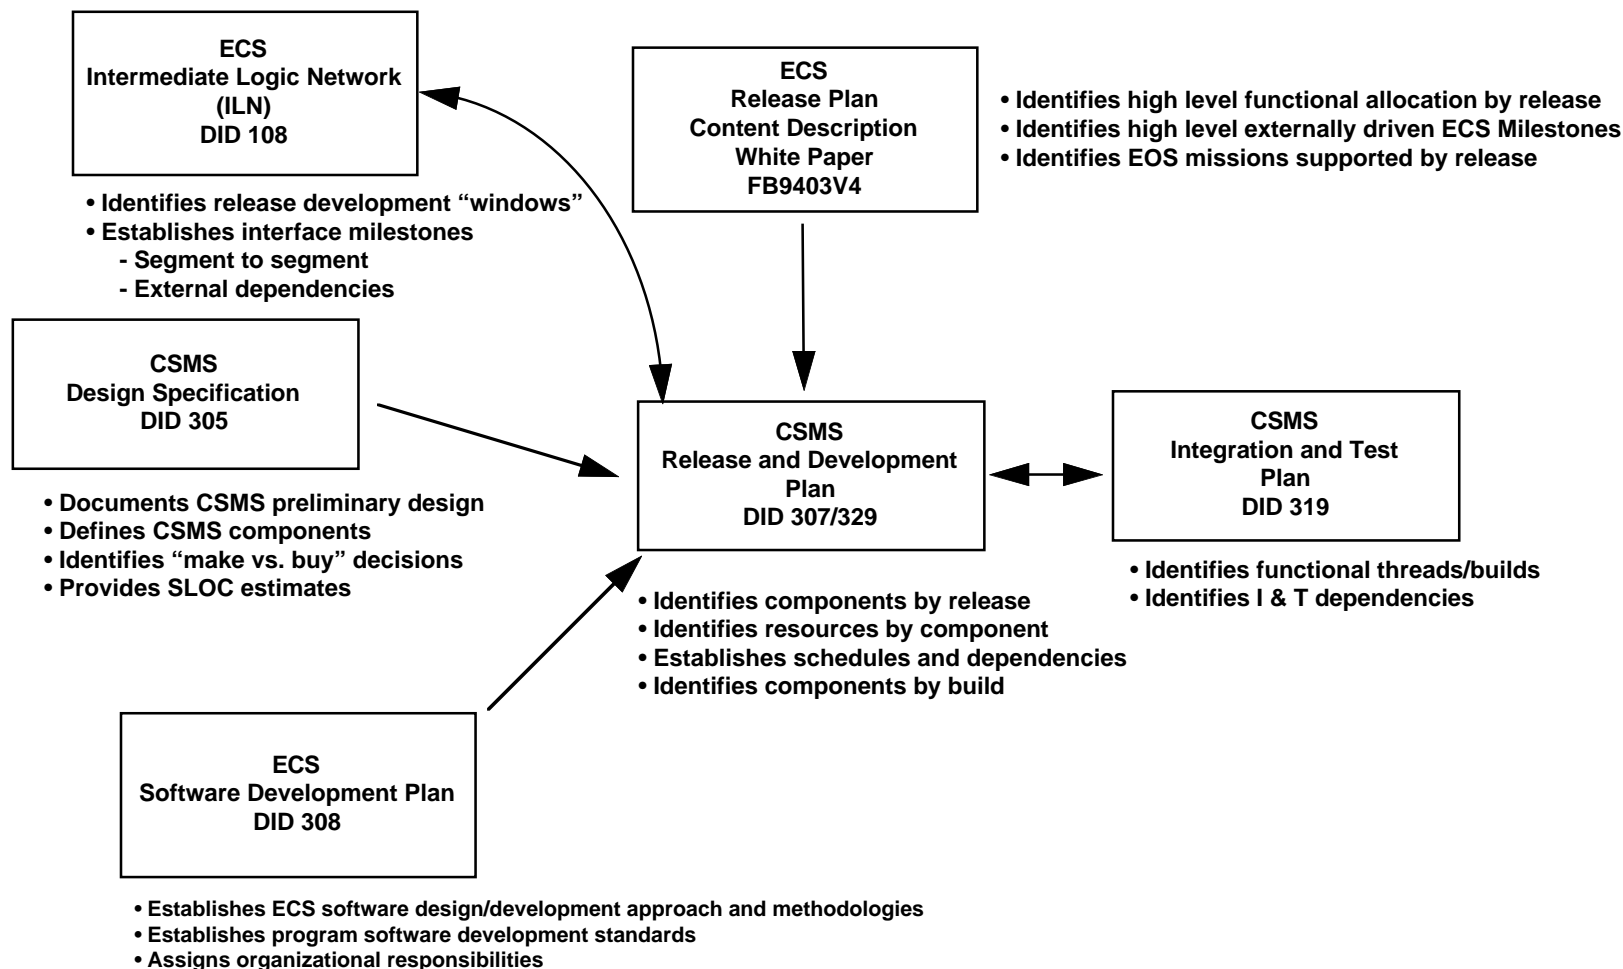 ECS
Intermediate Logic Network
(ILN)
DID 108
• Identifies release development “windows”
• Establishes interface milestones
- Segment to segment
- External dependencies
ECS
Release Plan
Content Description
White Paper
FB9403V4
• Identifies high level functional allocation by release
• Identifies high level externally driven ECS Milestones
• Identifies EOS missions supported by release
CSMS
Design Specification
DID 305
• Documents CSMS preliminary design
• Defines CSMS components
• Identifies “make vs. buy” decisions
• Provides SLOC estimates
CSMS
Release and Development
Plan
DID 307/329
• Identifies components by release
• Identifies resources by component
• Establishes schedules and dependencies
• Identifies components by build
CSMS
Integration and Test
Plan
DID 319
• Identifies functional threads/builds
• Identifies I & T dependencies
ECS
Software Development Plan
DID 308
• Establishes ECS software design/development approach and methodologies
• Establishes program software development standards
• Assigns organizational responsibilities